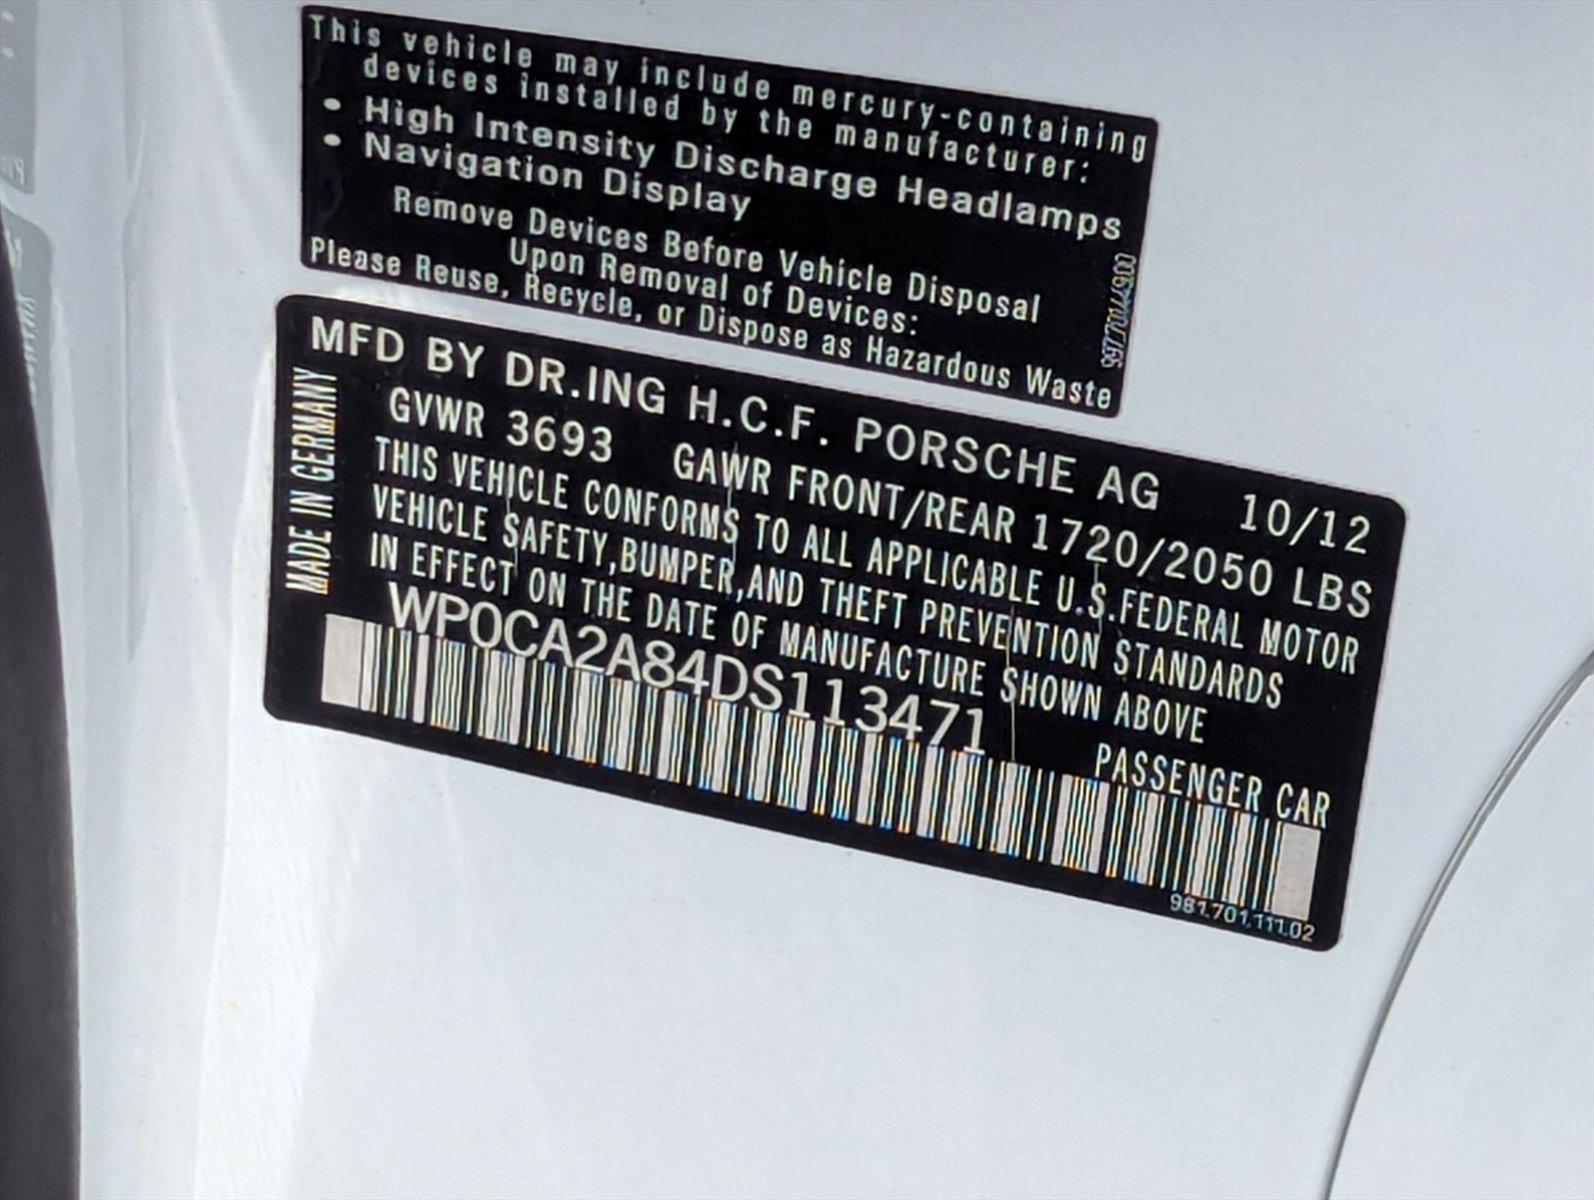 This vehicle may include mercury-containing
devices installed by the manufacturer:
• High Intensity Discharge Headlamps
• Navigation Display
Remove Devices Before Vehicle Disposal
Upon Removal of Devices:
Please Reuse, Recycle, or Dispose as Hazardous Waste
MFD BY DR.ING H.C.F. PORSCHE AG 10/12
GVWR 3693 GAWR FRONT/REAR 1720/2050 LBS
THIS VEHICLE CONFORMS TO ALL APPLICABLE U.S.FEDERAL MOTOR
VEHICLE SAFETY,BUMPER,AND THEFT PREVENTION STANDARDS
IN EFFECT ON THE DATE OF MANUFACTURE SHOWN ABOVE
WP0CA2A84DS113471
PASSENGER CAR
MADE IN GERMANY
981.701.111.02